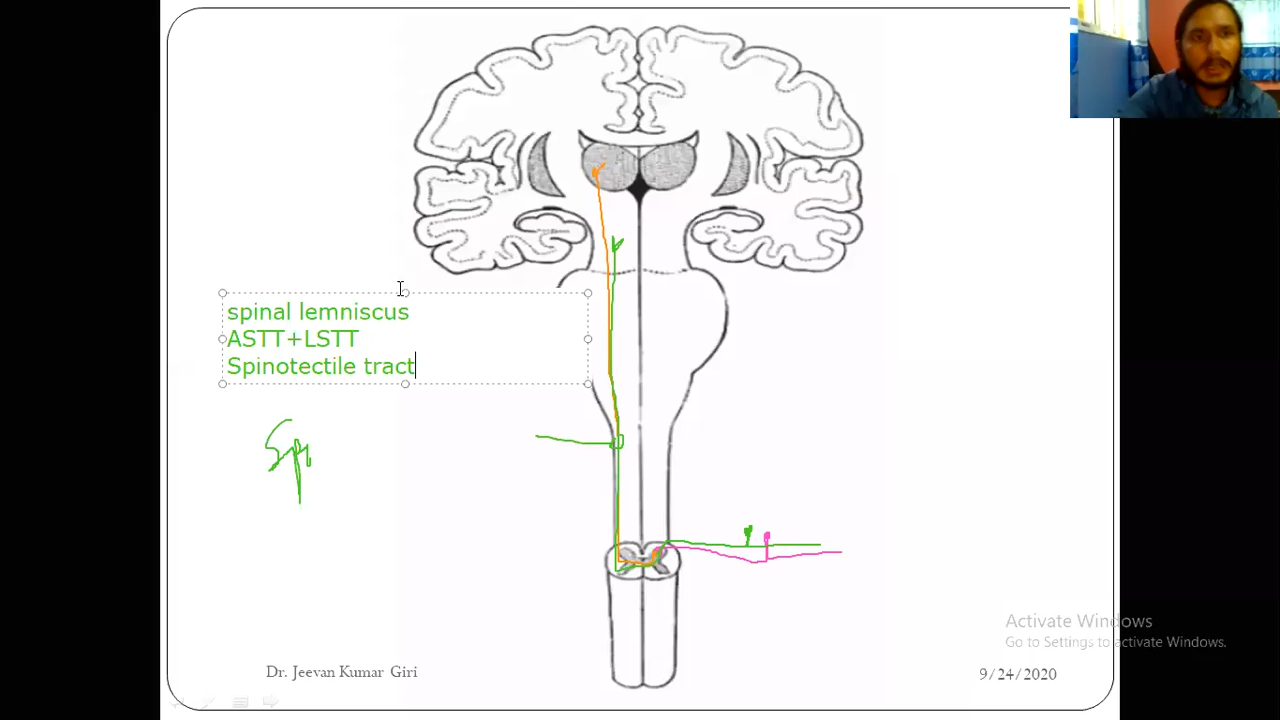 spinal lemniscus
ASTT+LSTT
Spinotectile tract
Sp
Activate Windows
Go to Settings to activate Windows.
Dr. Jeevan Kumar Giri
9/24/2020